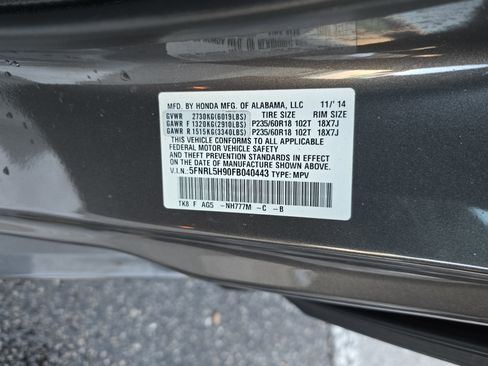 MFD. BY HONDA MFG. OF ALABAMA, LLC 11/'14
GVWR 2730KG(6019LBS) TIRE SIZE RIM SIZE
GAWR F 1320KG(2910LBS) P235/60R18 102T 18X7J
GAWR R 1515KG(3340LBS) P235/60R18 102T 18X7J
THIS VEHICLE CONFORMS TO ALL APPLICABLE
FEDERAL MOTOR VEHICLE SAFETY
AND THEFT PREVENTION STANDARDS IN EFFECT ON THE
DATE OF MANUFACTURE SHOWN ABOVE.
V.I.N.: 5FNRL5H90FB040443 TYPE: MPV
TK8 F AG5 -NH777M -C -B